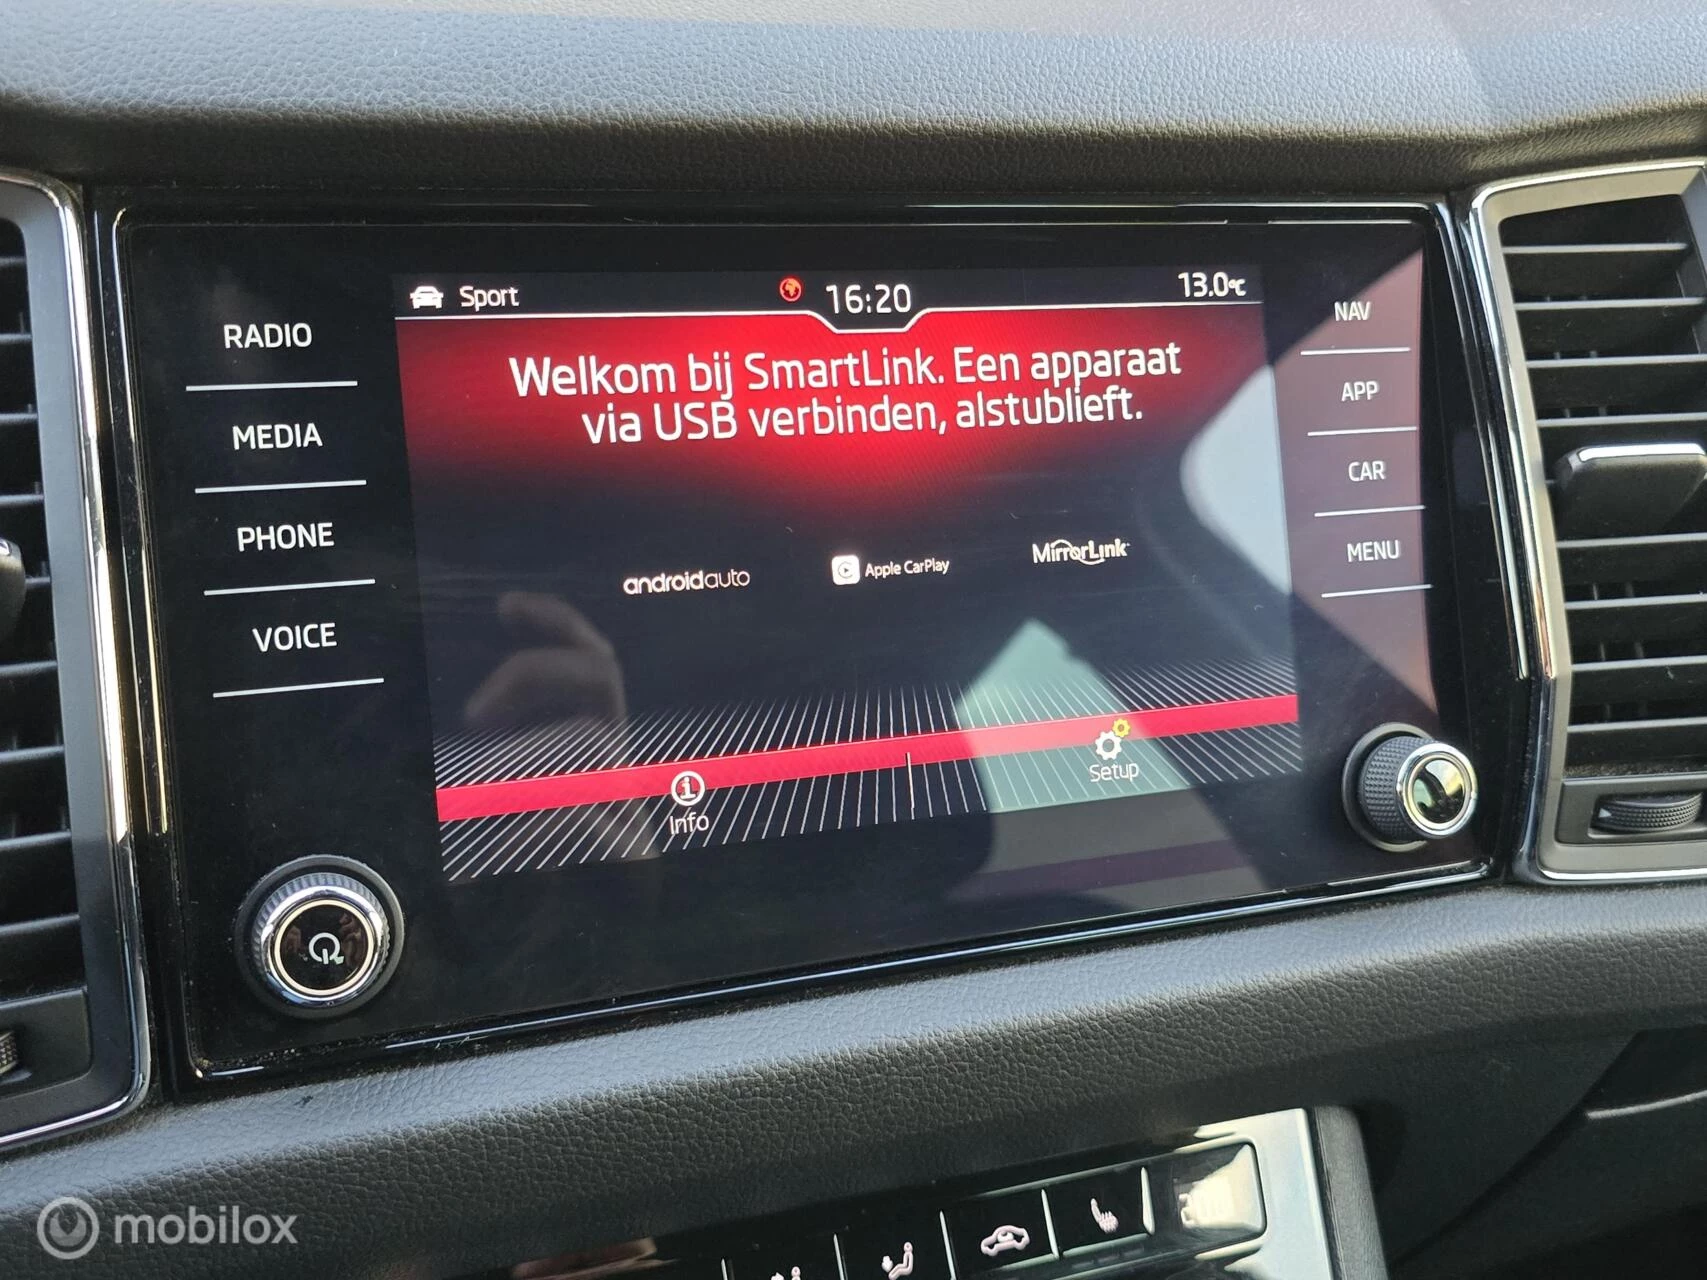 Sport
16:20
13.0°C
RADIO
MEDIA
PHONE
VOICE
Welkom bij SmartLink. Een apparaat
via USB verbinden, alstublieft.
androidauto
Apple CarPlay
MirrorLink
Info
Setup
NAV
APP
CAR
MENU
mobilox